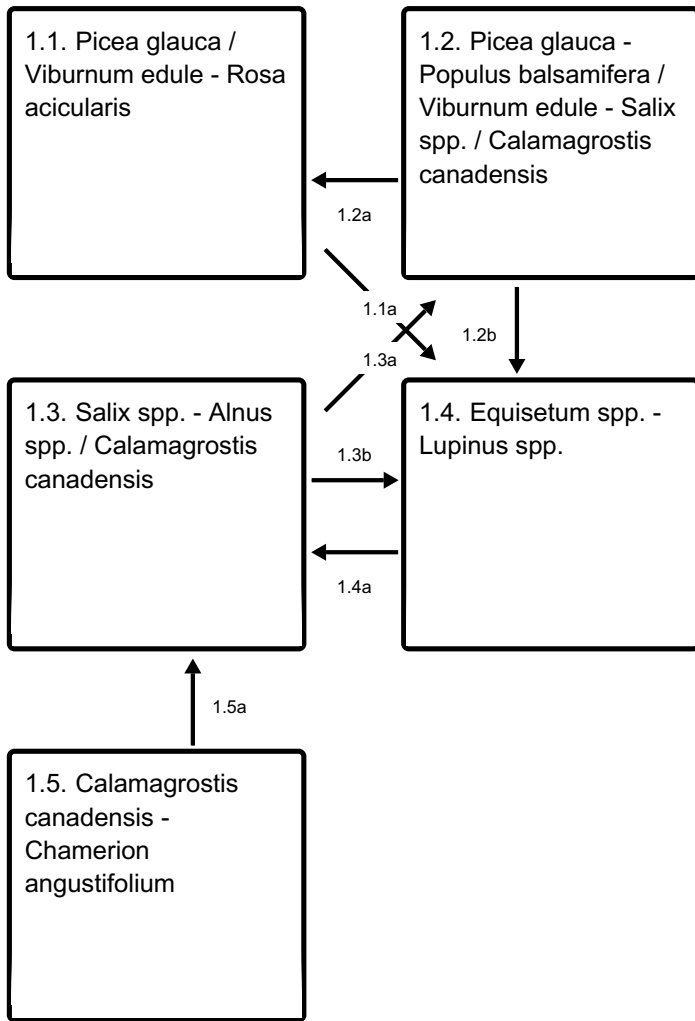 1.1. Picea glauca /
Viburnum edule - Rosa
acicularis
1.2. Picea glauca -
Populus balsamifera /
Viburnum edule - Salix
spp. / Calamagrostis
canadensis
1.2a
1.1a
1.3a
1.2b
1.3. Salix spp. - Alnus
spp. / Calamagrostis
canadensis
1.4. Equisetum spp. -
Lupinus spp.
1.3b
1.4a
1.5a
1.5. Calamagrostis
canadensis -
Chamerion
angustifolium